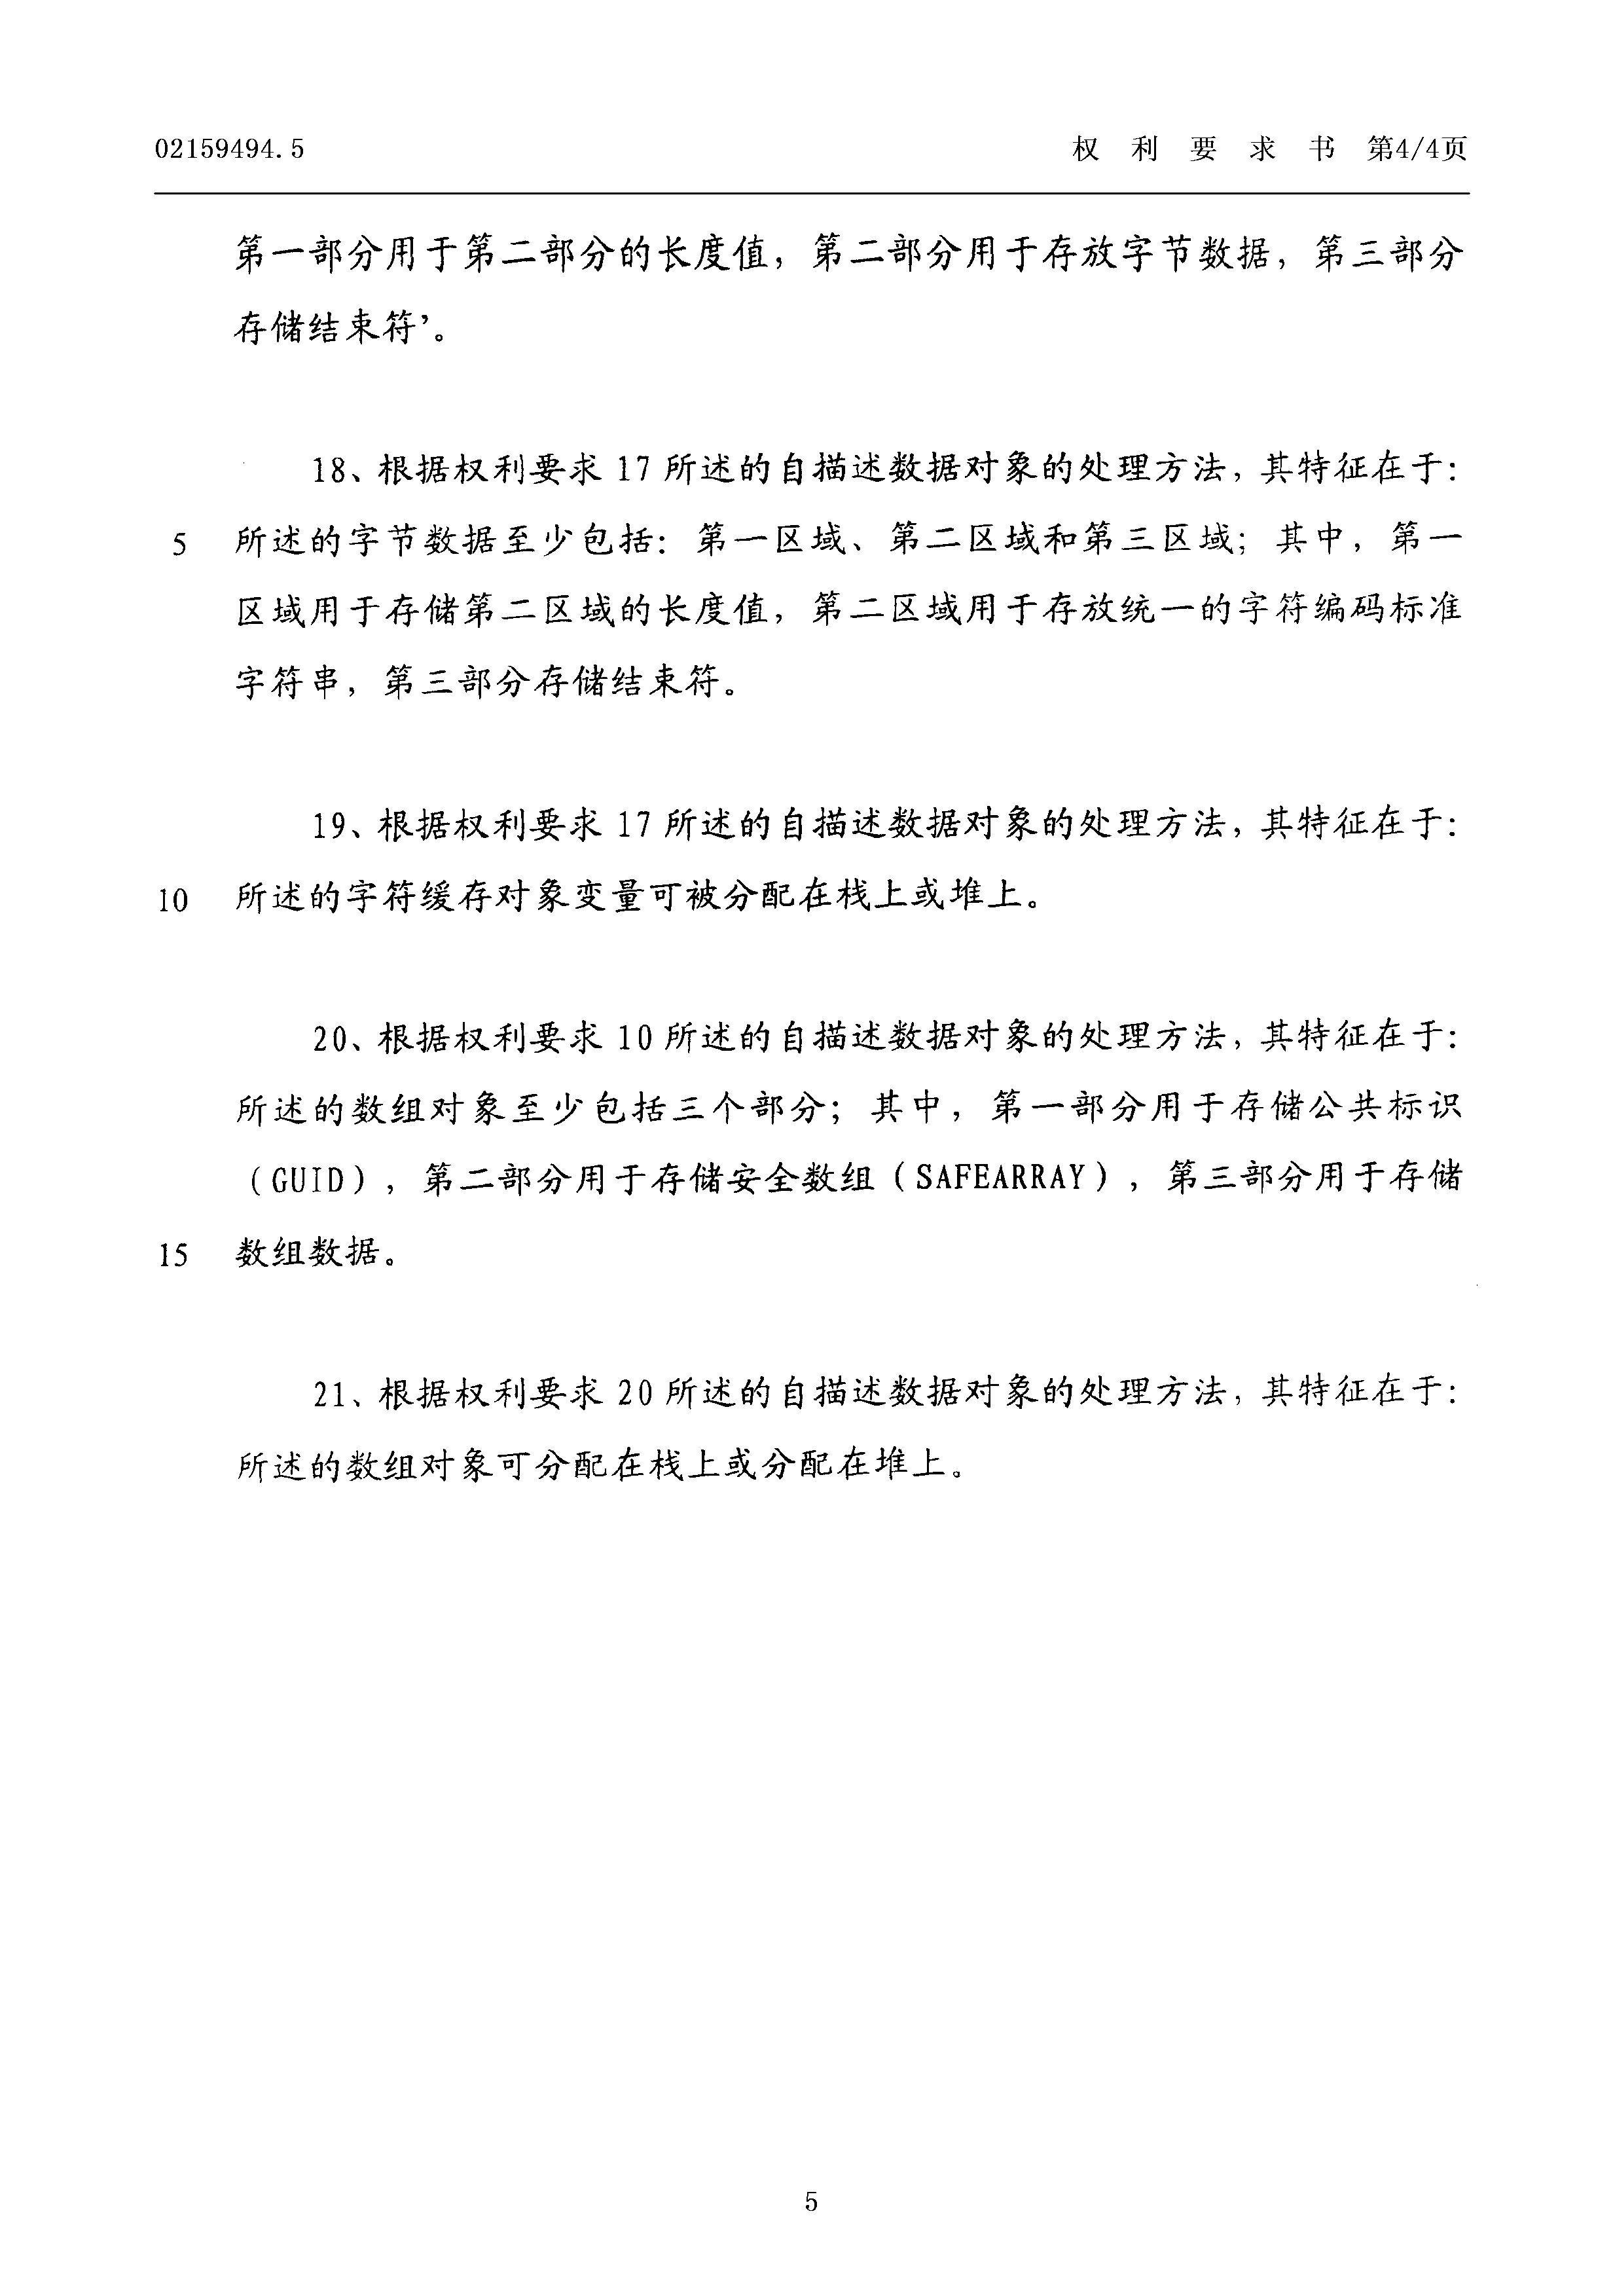 02159494.5
权 利 要 求 书 第4/4页
第一部分用于第二部分的长度值，第二部分用于存放字节数据，第三部分
存储结束符’。
18、根据权利要求 17 所述的自描述数据对象的处理方法，其特征在于：
5 所述的字节数据至少包括：第一区域、第二区域和第三区域；其中，第一
区域用于存储第二区域的长度值，第二区域用于存放统一的字符编码标准
字符串，第三部分存储结束符。
19、根据权利要求 17 所述的自描述数据对象的处理方法，其特征在于：
10 所述的字符缓存对象变量可被分配在栈上或堆上。
20、根据权利要求 10 所述的自描述数据对象的处理方法，其特征在于：
所述的数组对象至少包括三个部分；其中，第一部分用于存储公共标识
（GUID），第二部分用于存储安全数组（SAFEARRAY），第三部分用于存储
15 数组数据。
21、根据权利要求 20 所述的自描述数据对象的处理方法，其特征在于：
所述的数组对象可分配在栈上或分配在堆上。
5